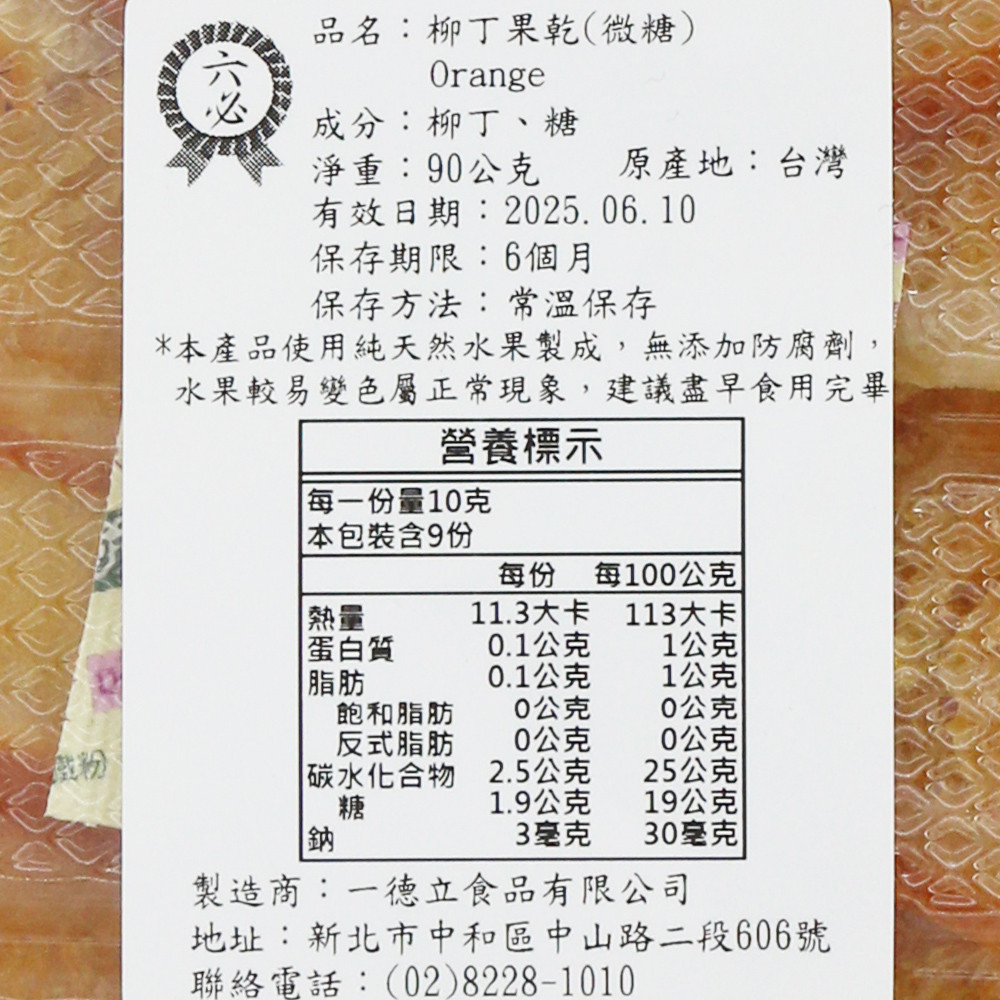 六必
品名：柳丁果乾(微糖)
Orange
成分：柳丁、糖
淨重：90公克　原產地：台灣
有效日期：2025.06.10
保存期限：6個月
保存方法：常溫保存
*本產品使用純天然水果製成，無添加防腐劑，
水果較易變色屬正常現象，建議盡早食用完畢
營養標示
每一份量10克
本包裝含9份
每份　每100公克
熱量　11.3大卡　113大卡
蛋白質　0.1公克　1公克
脂肪　0.1公克　1公克
飽和脂肪　0公克　0公克
反式脂肪　0公克　0公克
碳水化合物　2.5公克　25公克
糖　1.9公克　19公克
鈉　3毫克　30毫克
製造商：一德立食品有限公司
地址：新北市中和區中山路二段606號
聯絡電話：(02)8228-1010